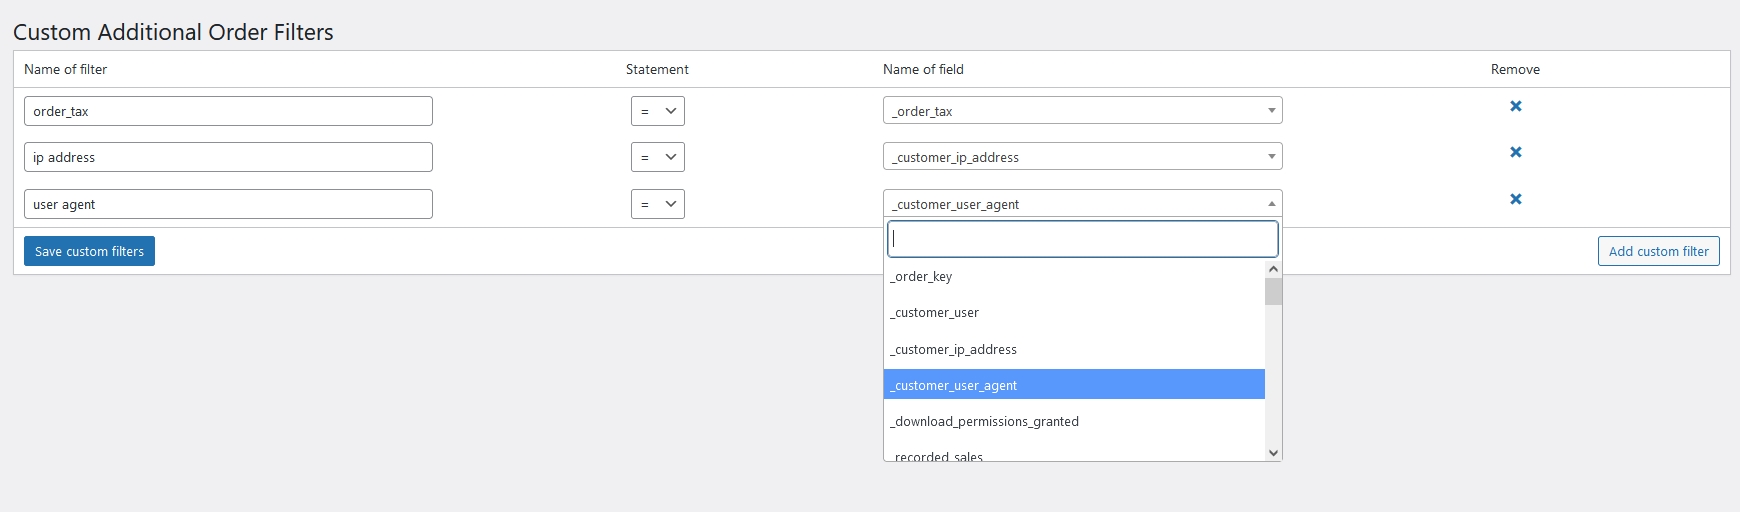 Custom Additional Order Filters
Name of filter Statement Name of field Remove
order_tax = _order_tax
ip address = _customer_ip_address
user agent = _customer_user_agent
Save custom filters Add custom filter
_order_key
_customer_user
_customer_ip_address
_customer_user_agent
_download_permissions_granted
_recorded_sales